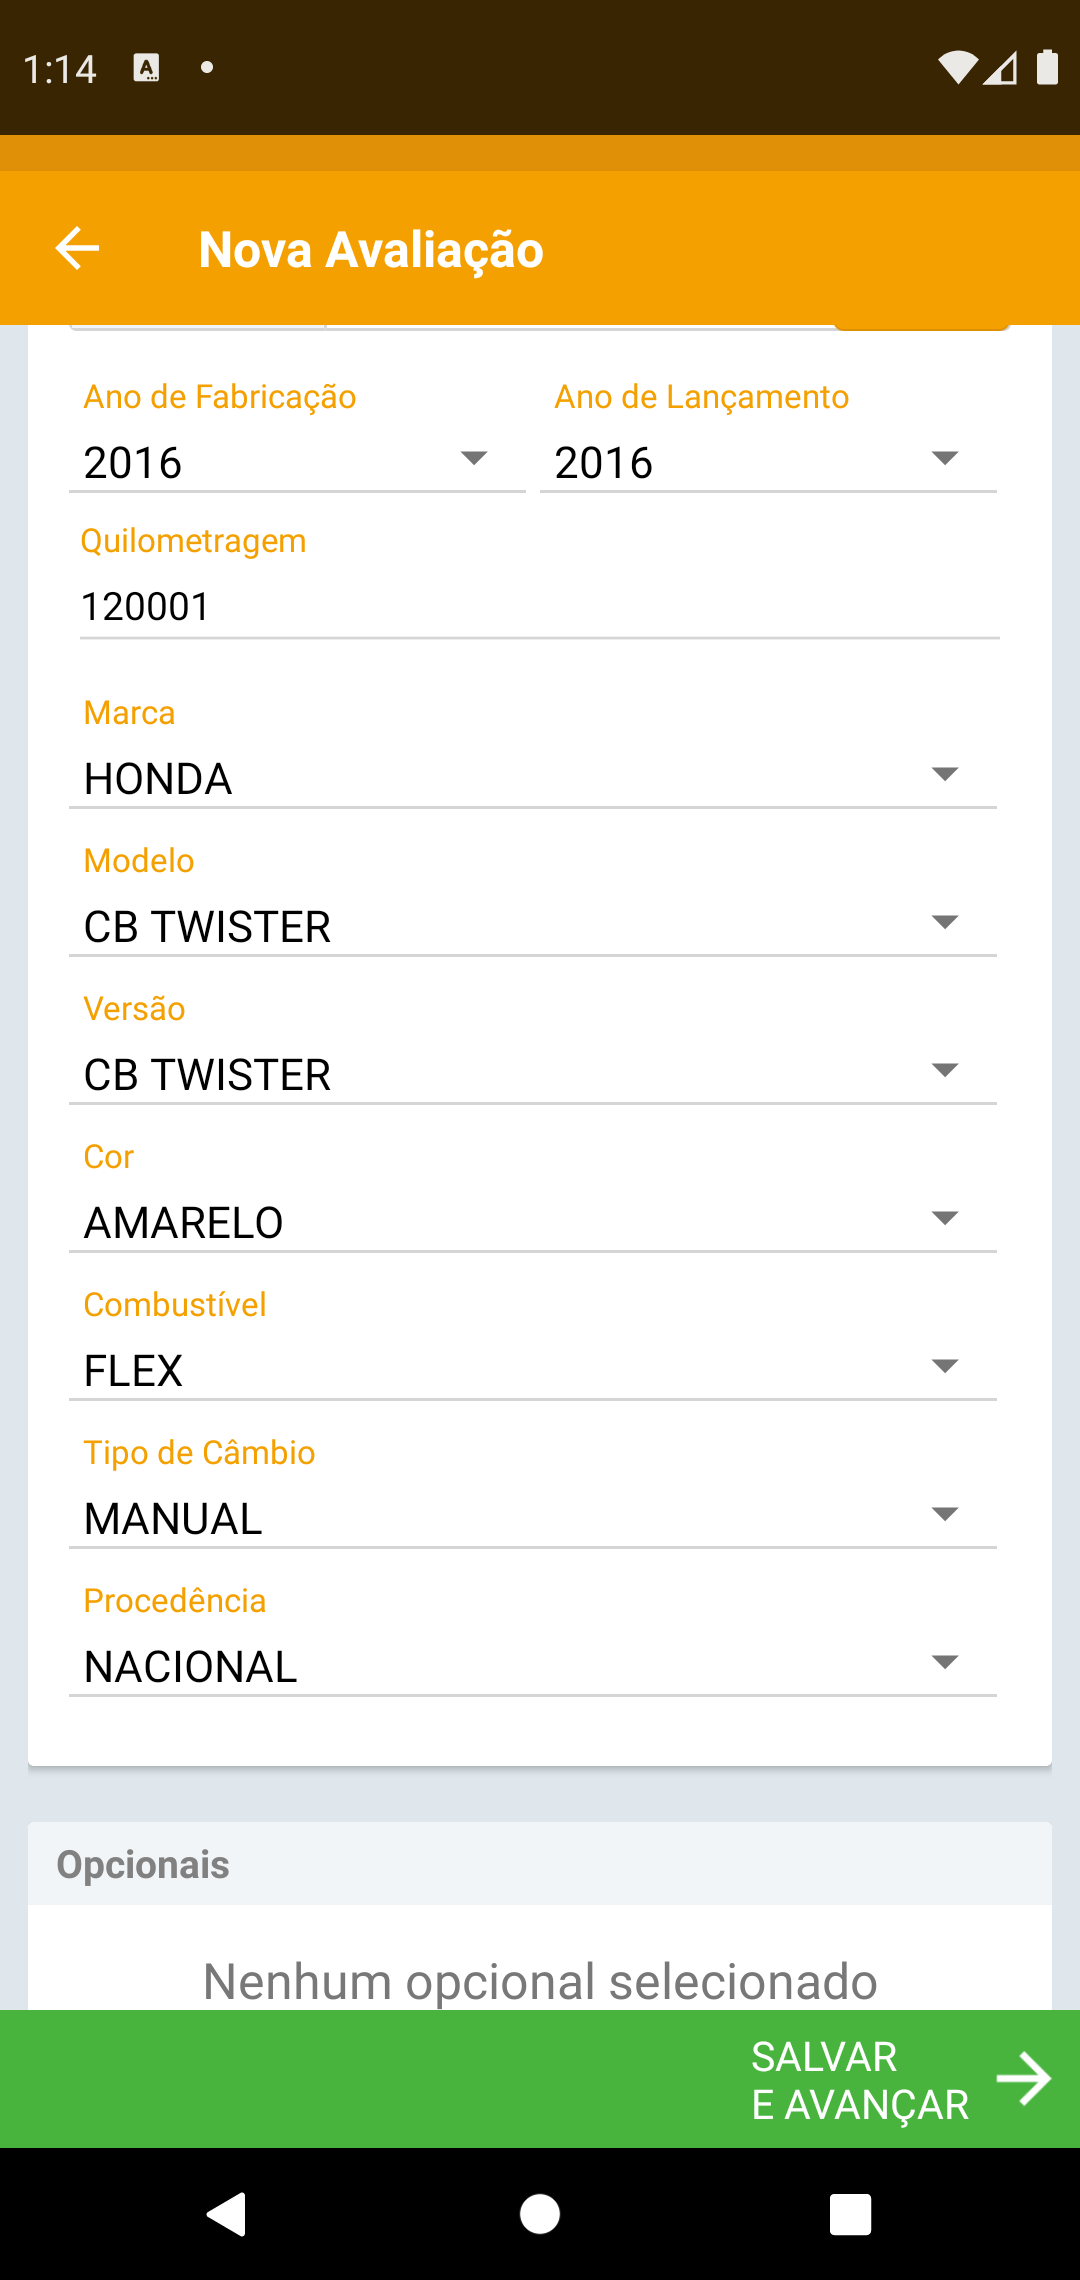 1:14
Nova Avaliação
Ano de Fabricação
Ano de Lançamento
2016
2016
Quilometragem
120001
Marca
HONDA
Modelo
CB TWISTER
Versão
CB TWISTER
Cor
AMARELO
Combustível
FLEX
Tipo de Câmbio
MANUAL
Procedência
NACIONAL
Opcionais
Nenhum opcional selecionado
SALVAR
E AVANÇAR